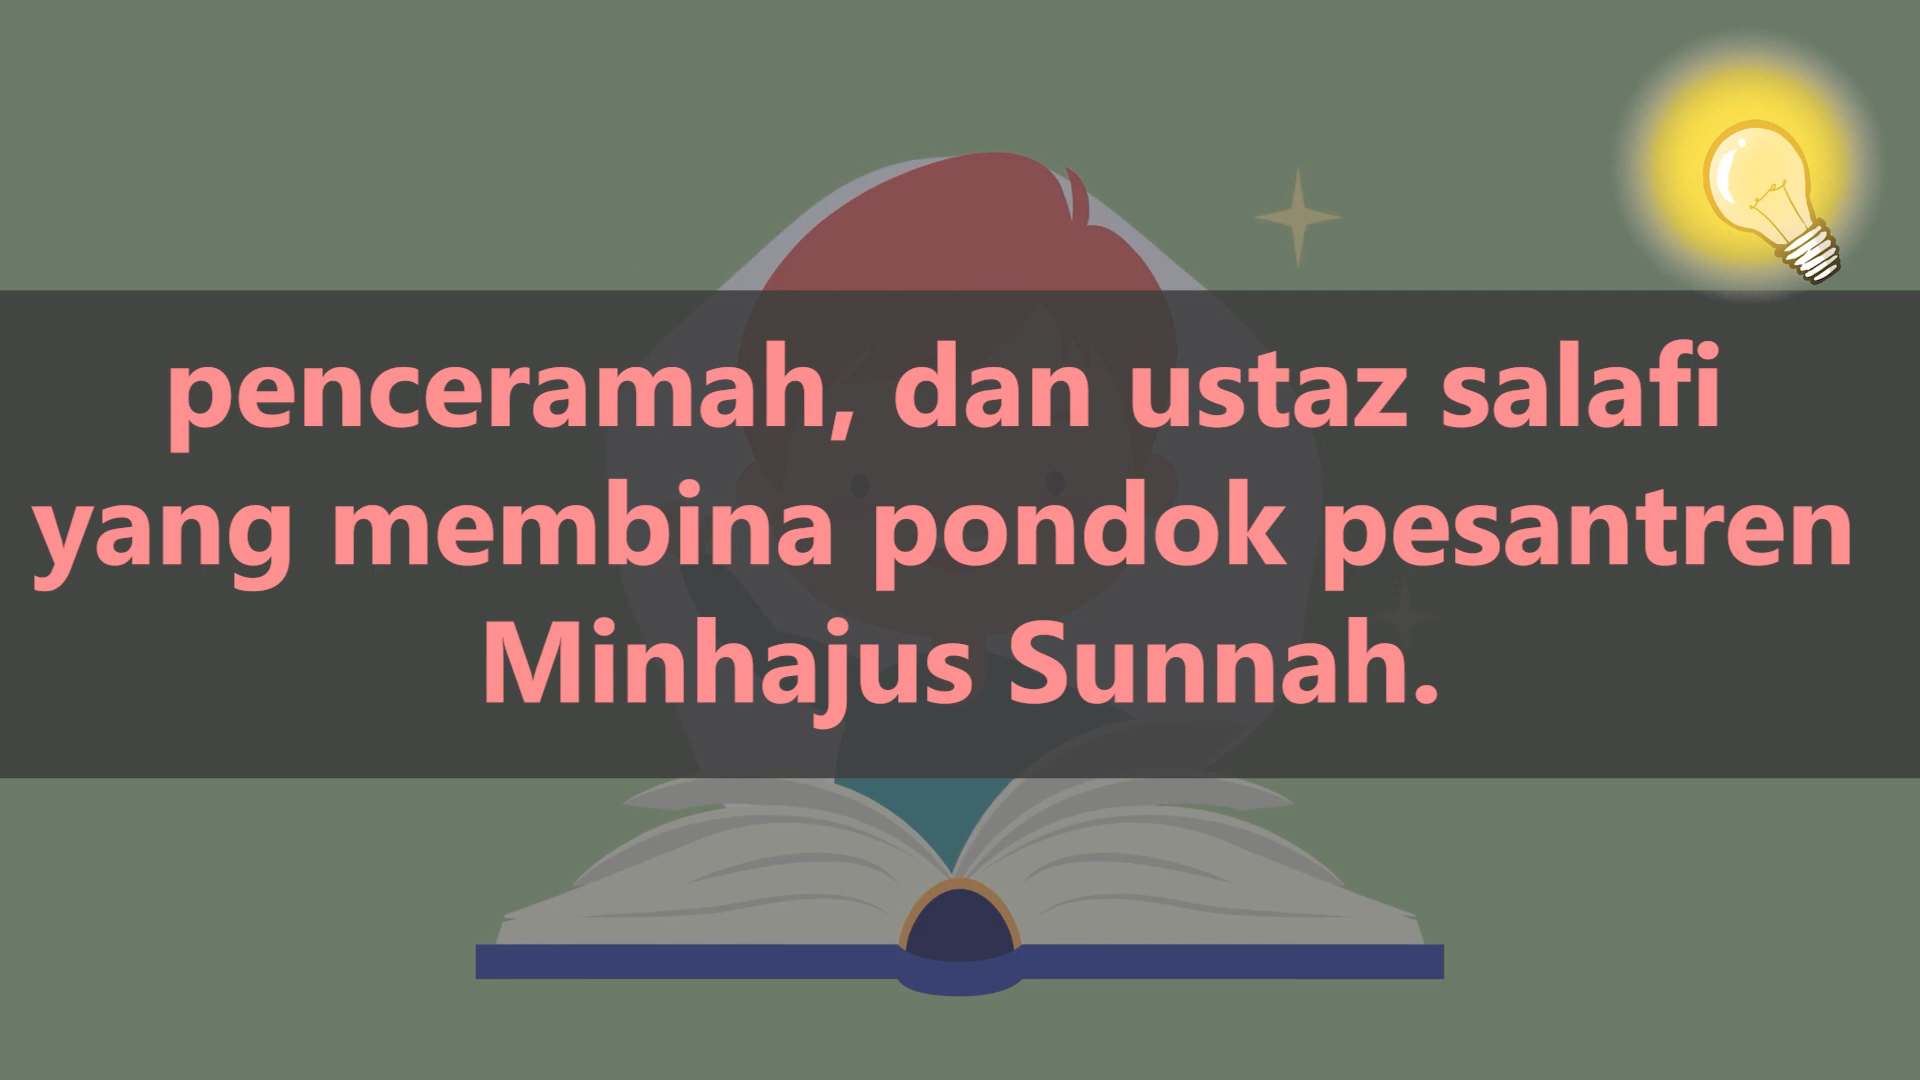 penceramah, dan ustaz salafi
yang membina pondok pesantren
Minhajus Sunnah.